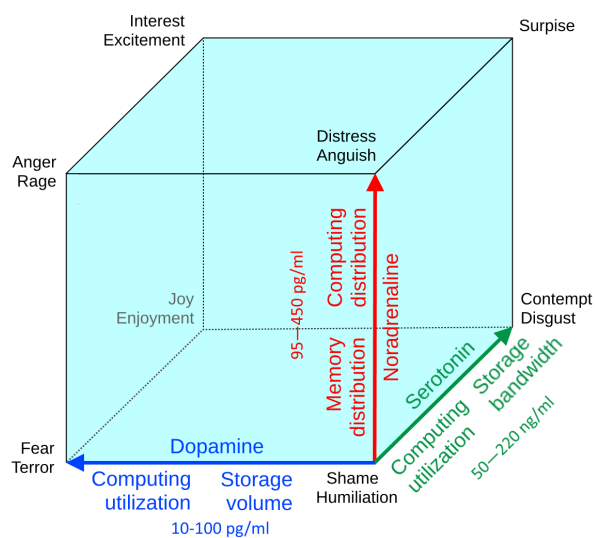 Interest
Excitement
Surpise
Distress
Anguish
Anger
Rage
Computing
distribution
95—450 pg/ml
Noradrenaline
Memory
distribution
Joy
Enjoyment
Contempt
Disgust
Serotonin
Storage
bandwidth
Computing
utilization
50—220 ng/ml
Fear
Terror
Dopamine
Computing
utilization
Storage
volume
10-100 pg/ml
Shame
Humiliation